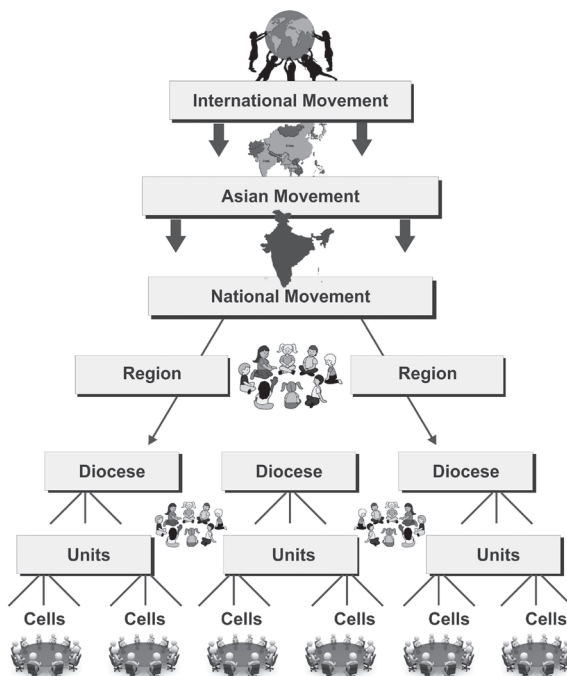 International Movement
Asian Movement
National Movement
Region Region
Diocese Diocese Diocese
Units Units Units
Cells Cells Cells Cells Cells Cells